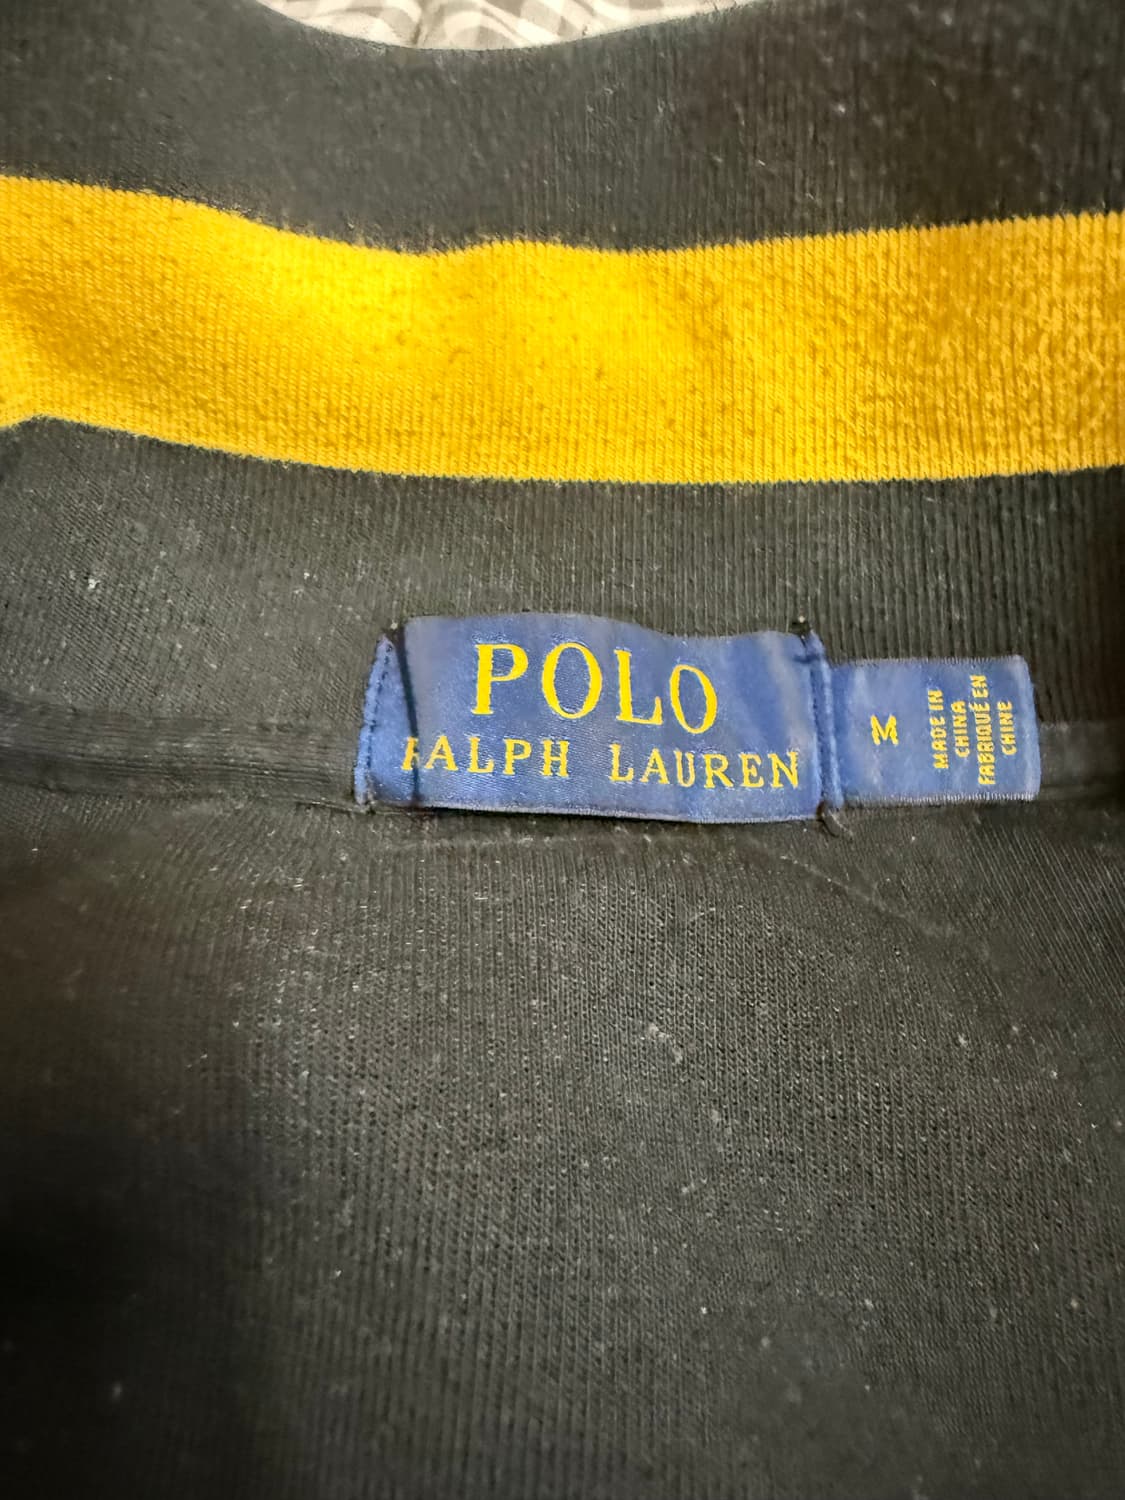 POLO
RALPH LAUREN
M
MADE IN
CHINA
FABRIQUÉ EN
CHINE